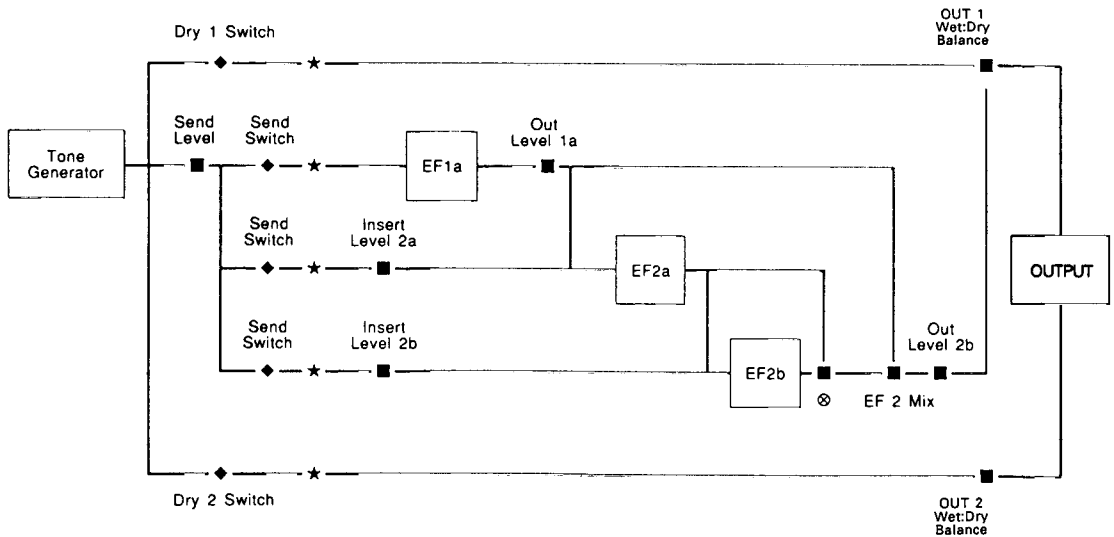 Dry 1 Switch
OUT 1
Wet:Dry
Balance
Tone
Generator
Send
Level
Send
Switch
EF1a
Out
Level 1a
Send
Switch
Insert
Level 2a
EF2a
OUTPUT
Send
Switch
Insert
Level 2b
EF2b
Out
Level 2b
EF 2 Mix
Dry 2 Switch
OUT 2
Wet:Dry
Balance